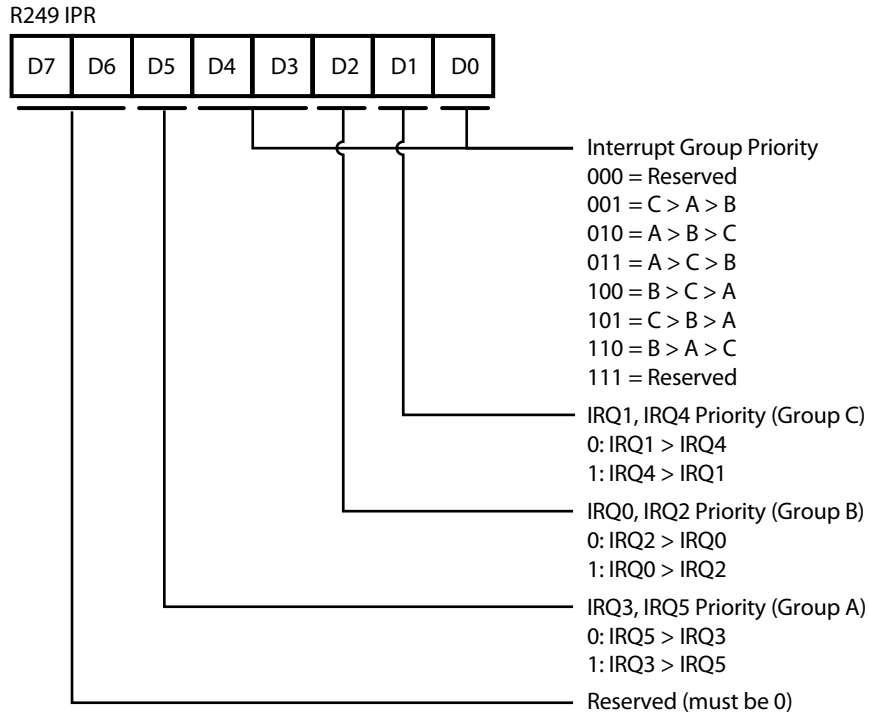 R249 IPR
D7 D6 D5 D4 D3 D2 D1 D0
Interrupt Group Priority
000 = Reserved
001 = C > A > B
010 = A > B > C
011 = A > C > B
100 = B > C > A
101 = C > B > A
110 = B > A > C
111 = Reserved
IRQ1, IRQ4 Priority (Group C)
0: IRQ1 > IRQ4
1: IRQ4 > IRQ1
IRQ0, IRQ2 Priority (Group B)
0: IRQ2 > IRQ0
1: IRQ0 > IRQ2
IRQ3, IRQ5 Priority (Group A)
0: IRQ5 > IRQ3
1: IRQ3 > IRQ5
Reserved (must be 0)